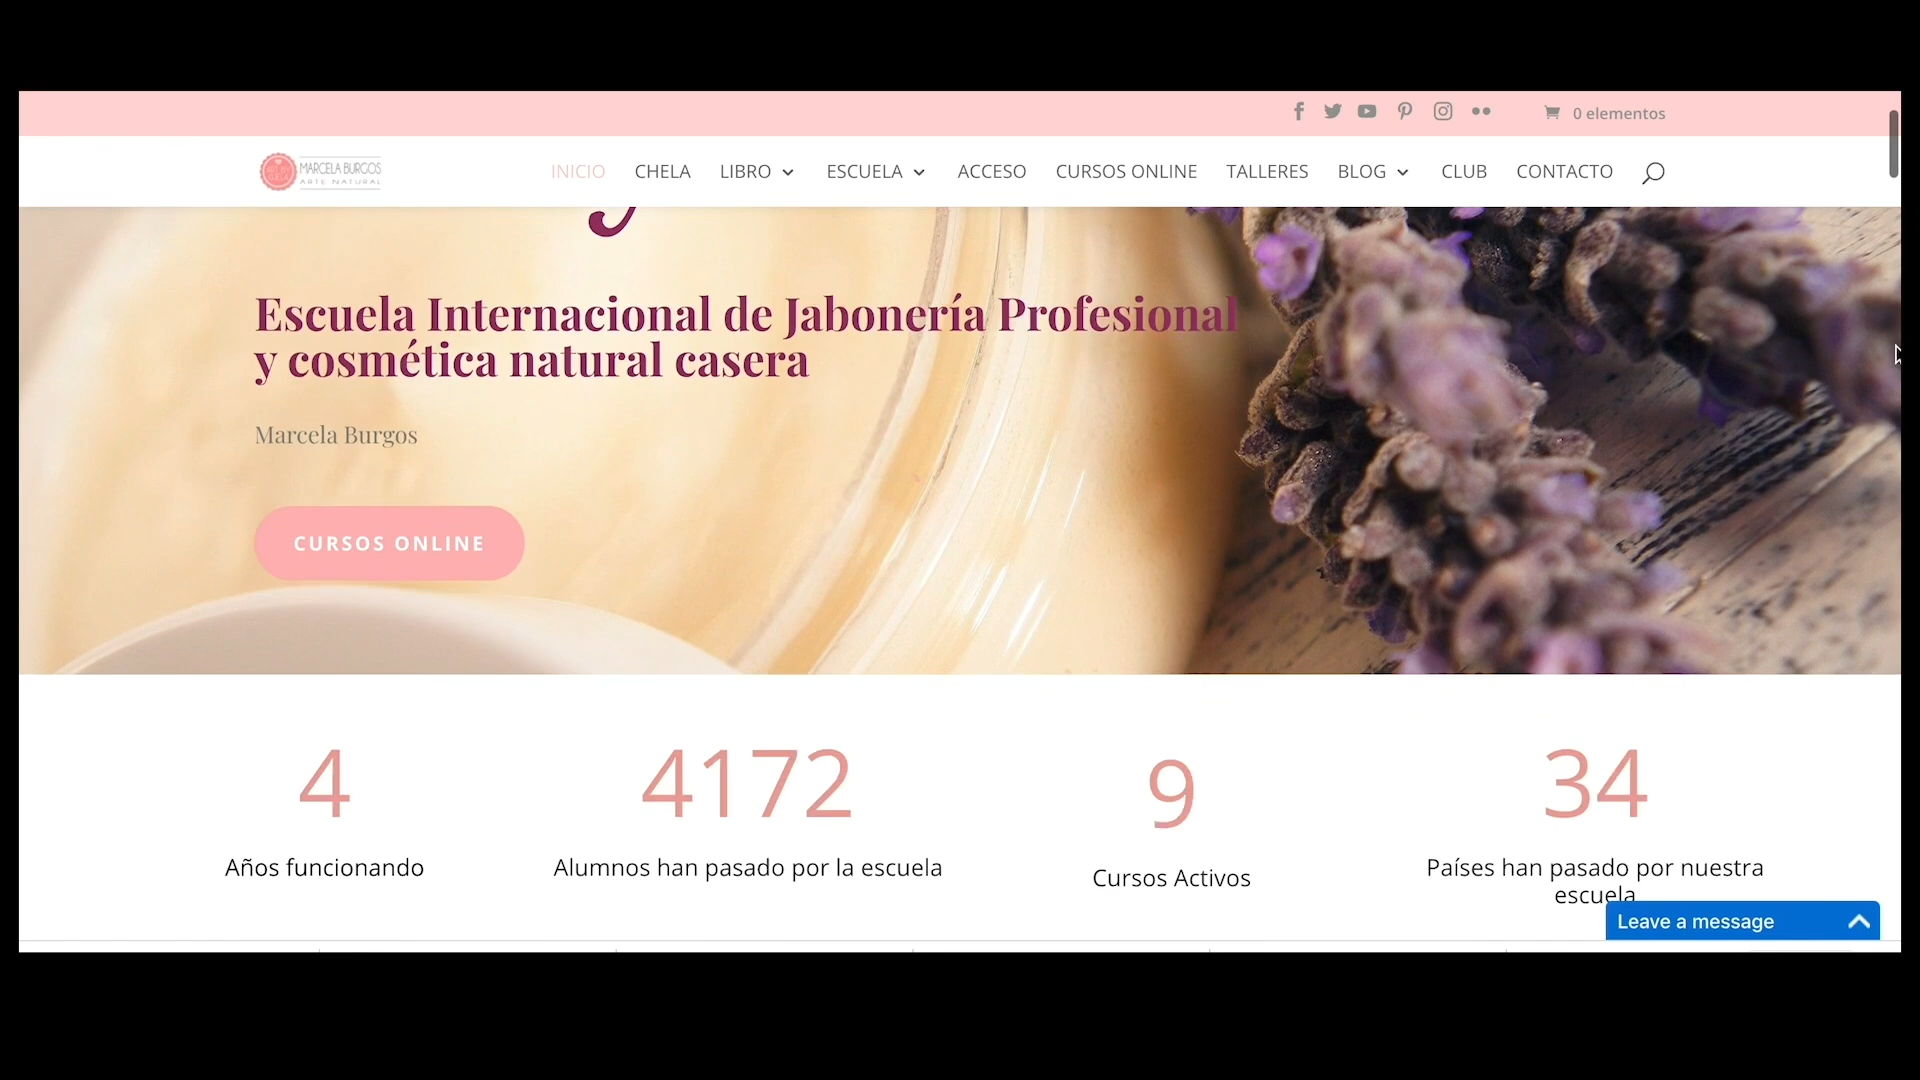 0 elementos
MARCELA BURGOS
ARTE NATURAL
INICIO CHELA LIBRO ESCUELA ACCESO CURSOS ONLINE TALLERES BLOG CLUB CONTACTO
Escuela Internacional de Jabonería Profesional
y cosmética natural casera
Marcela Burgos
CURSOS ONLINE
4 4172 9 34
Años funcionando Alumnos han pasado por la escuela Cursos Activos Países han pasado por nuestra
escuela
Leave a message